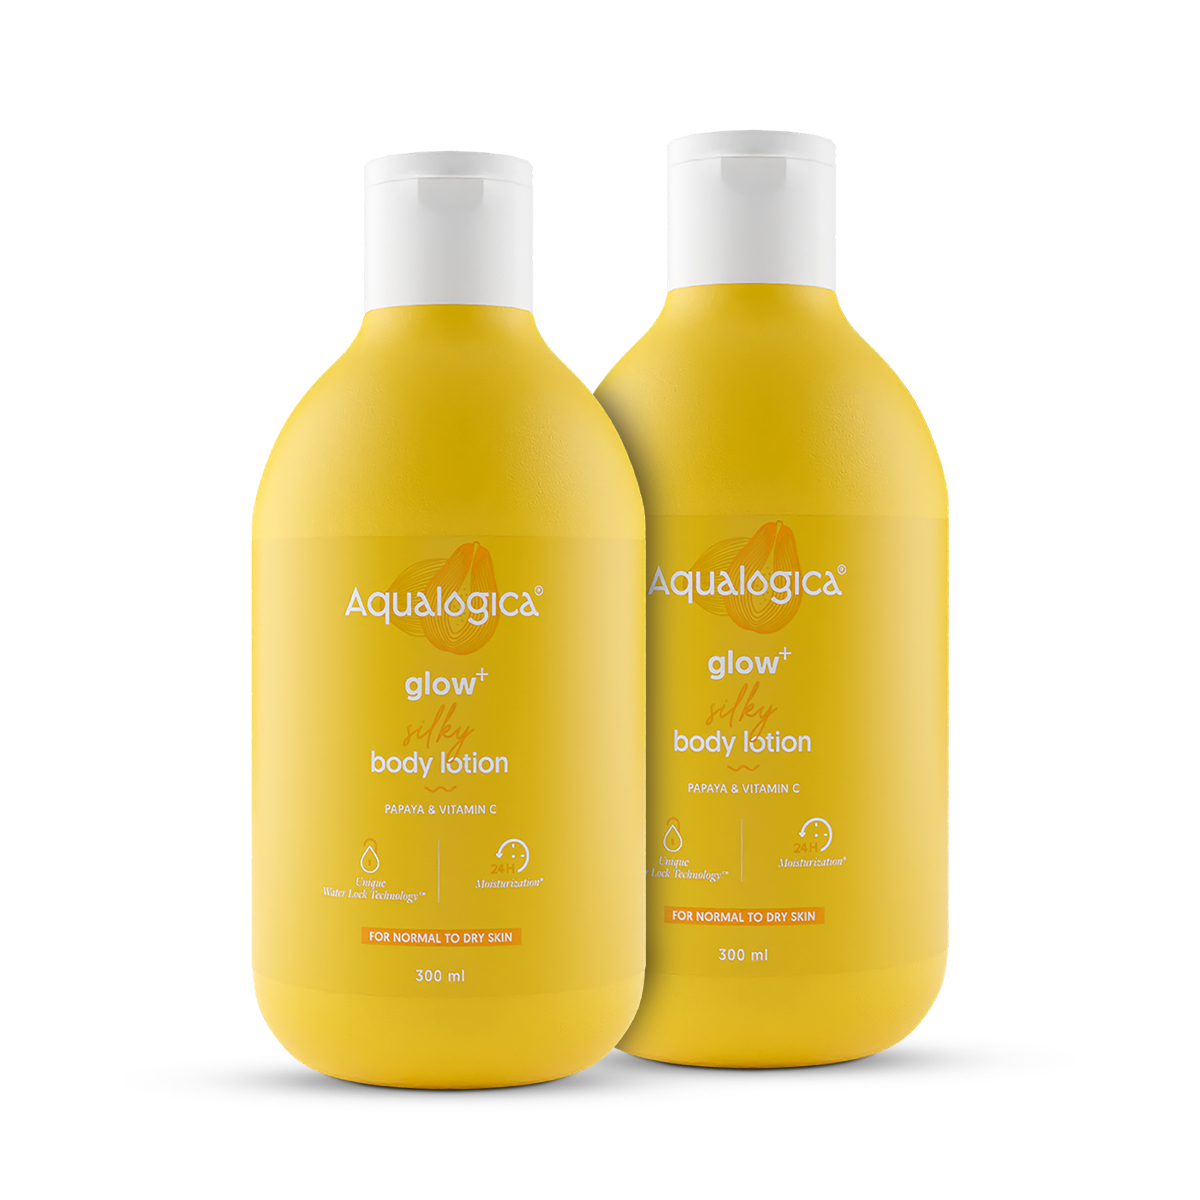 Aqualogica®
glow+
silky
body lotion
PAPAYA & VITAMIN C
Unique
Water Lock Technology™
24H
Moisturization*
FOR NORMAL TO DRY SKIN
300 ml
Aqualogica®
glow+
silky
body lotion
PAPAYA & VITAMIN C
Unique
r Lock Technology™
24H
Moisturization*
FOR NORMAL TO DRY SKIN
300 ml